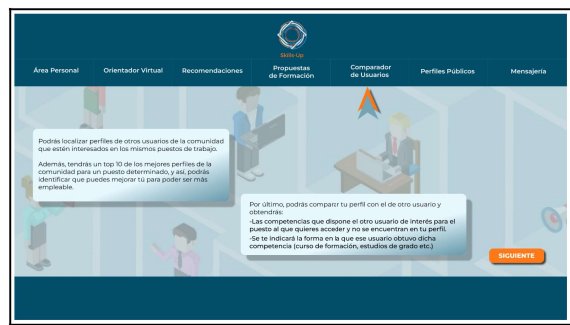 Skills-Up
Área Personal
Orientador Virtual
Recomendaciones
Propuestas
de Formación
Comparador
de Usuarios
Perfiles Públicos
Mensajería
Podrás localizar perfiles de otros usuarios de la comunidad
que estén interesados en los mismos puestos de trabajo.
Además, tendrás un top 10 de los mejores perfiles de la
comunidad para un puesto determinado, y así, podrás
identificar que puedes mejorar tú para poder ser más
empleable.
Por último, podrás comparar tu perfil con el de otro usuario y
obtendrás:
-Las competencias que dispone el otro usuario de interés para el
puesto al que quieres acceder y no se encuentran en tu perfil.
-Se te indicará la forma en la que ese usuario obtuvo dicha
competencia (curso de formación, estudios de grado etc.)
SIGUIENTE